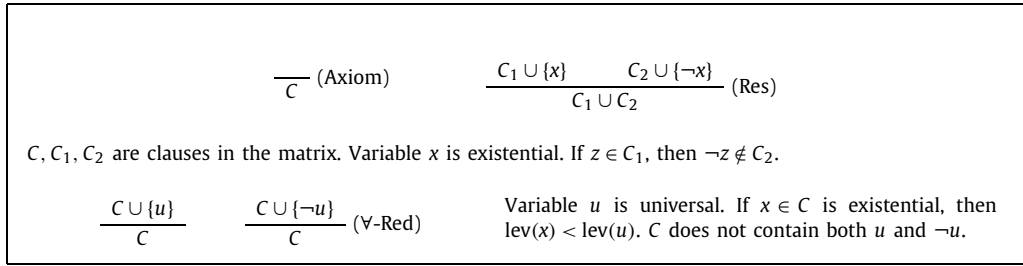 C (Axiom) C₁ ∪ {x} C₂ ∪ {¬x} (Res)
C₁ ∪ C₂
C, C₁, C₂ are clauses in the matrix. Variable x is existential. If z ∈ C₁, then ¬z ∉ C₂.
C ∪ {u} C ∪ {¬u} (∀-Red) Variable u is universal. If x ∈ C is existential, then
C C lev(x) < lev(u). C does not contain both u and ¬u.